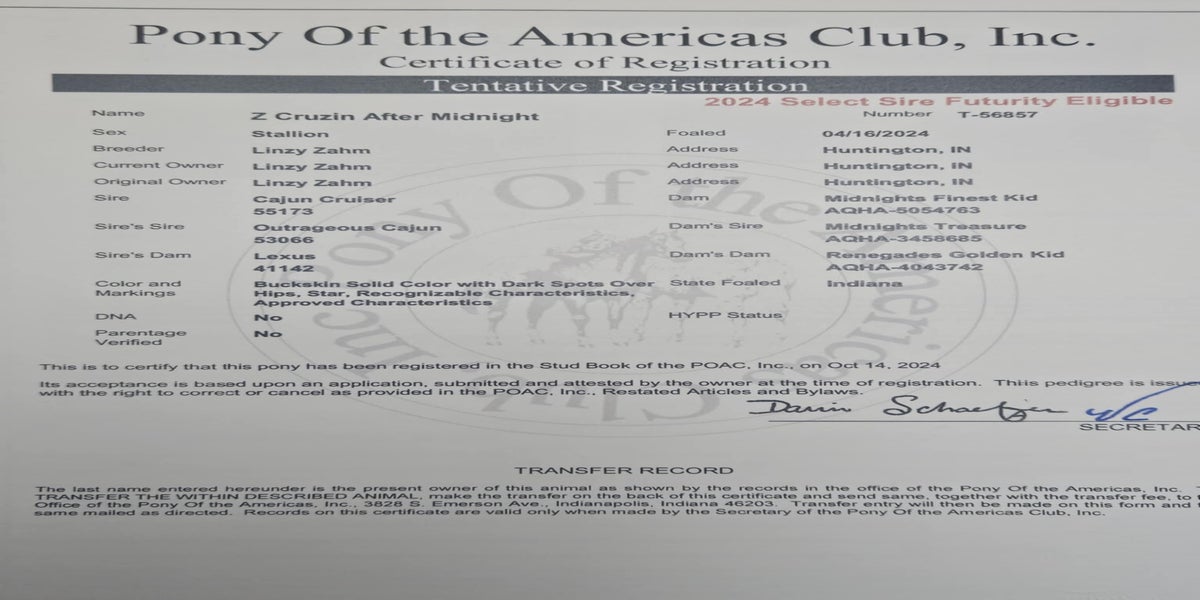 Pony Of the Americas Club, Inc.
Certificate of Registration
Tentative Registration
2024 Select Sire Futurity Eligible
Name Z Cruzin After Midnight Number T-56857
Sex Stallion Foaled 04/16/2024
Breeder Linzy Zahm Address Huntington, IN
Current Owner Linzy Zahm Address Huntington, IN
Original Owner Linzy Zahm Address Huntington, IN
Sire Cajun Cruiser Dam Midnights Finest Kid
55173 AQHA-5054763
Sire's Sire Outrageous Cajun Dam's Sire Midnights Treasure
53066 AQHA-3458685
Sire's Dam Lexus Dam's Dam Renegades Golden Kid
41142 AQHA-4043742
Color and Buckskin Solid Color with Dark Spots Over State Foaled Indiana
Markings Hips, Star, Recognizable Characteristics,
Approved Characteristics
DNA No HYPP Status
Parentage No
Verified
This is to certify that this pony has been registered in the Stud Book of the POAC, Inc., on Oct 14, 2024
Its acceptance is based upon an application, submitted and attested by the owner at the time of registration. Thiis pedigree is issue
with the right to correct or cancel as provided in the POAC, Inc., Restated Articles and Bylaws.
SECRETAR
TRANSFER RECORD
The last name entered hereunder is the present owner of this animal as shown by the records in the office of the Pony Of the Americas, Inc.
TRANSFER THE WITHIN DESCRIBED ANIMAL, make the transfer on the back of this certificate and send same, together with the transfer fee, to
Office of the Pony Of the Americas, Inc., 3828 S. Emerson Ave., Indianapolis, Indiana 46203. Transfer entry will then be made on this form and
same mailed as directed. Records on this certificate are valid only when made by the Secretary of the Pony Of the Americas Club, Inc.